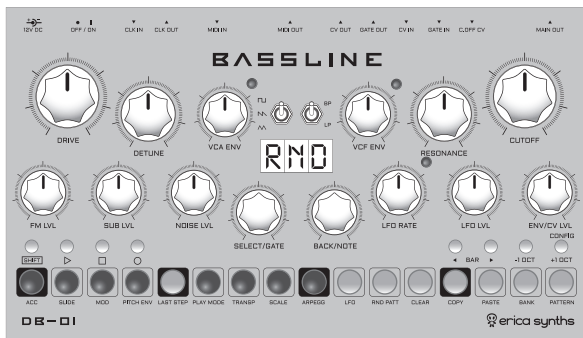 12V DC OFF / ON CLK IN CLK OUT MIDI IN MIDI OUT CV OUT GATE OUT CV IN GATE IN C.OFF CV MAIN OUT
BASSLINE
DRIVE DETUNE VCA ENV BP LP VCF ENV RESONANCE CUTOFF
RND
FM LVL SUB LVL NOISE LVL SELECT/GATE BACK/NOTE LFO RATE LFO LVL ENV/CV LVL
CONFIG
SHIFT BAR -1 OCT +1 OCT
ACC SLIDE MOD PITCH ENV LAST STEP PLAY MODE TRANSP SCALE ARPEGG LFO RND PATT CLEAR COPY PASTE BANK PATTERN
DB-01 erica synths